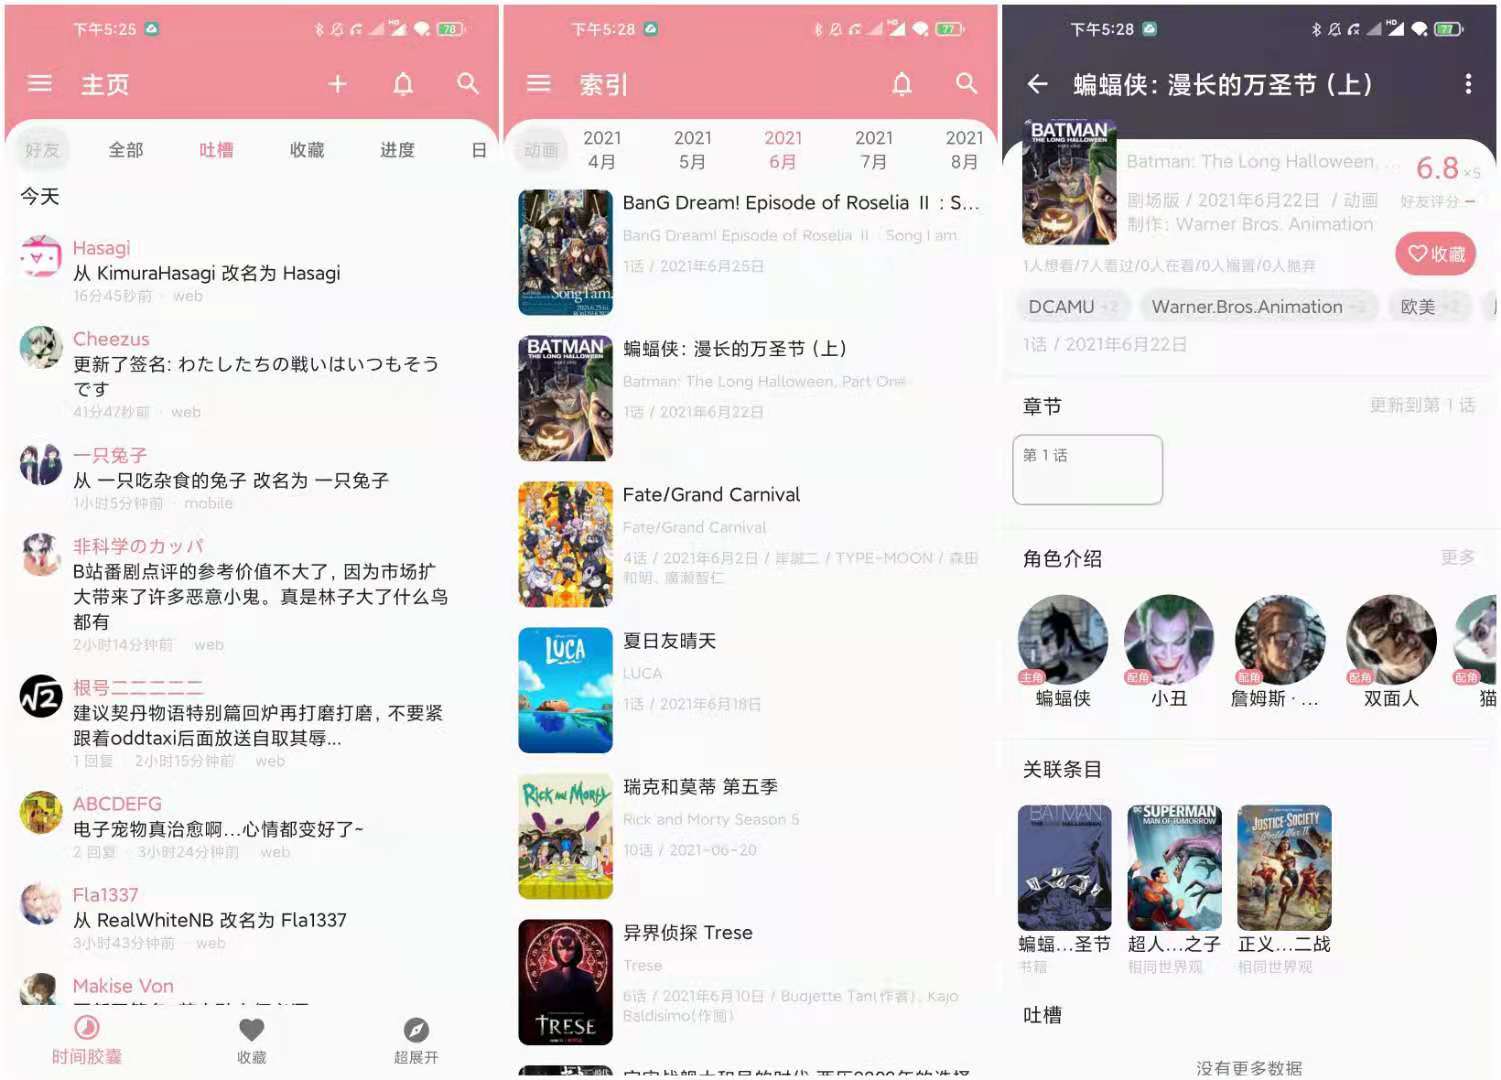 下午5:25
78
主页
好友
全部
吐槽
收藏
进度
日
今天
Hasagi
从 KimuraHasagi 改名为 Hasagi
16分45秒前 · web
Cheezus
更新了签名: わたしたちの戦いはいつもそう
です
41分47秒前 · web
一只兔子
从 一只吃杂食的兔子 改名为 一只兔子
1小时5分钟前 · mobile
非科学のカッパ
B站番剧点评的参考价值不大了, 因为市场扩
大带来了许多恶意小鬼。真是林子大了什么鸟
都有
2小时14分钟前 · web
√2
根号二二二二二
建议契丹物语特别篇回炉再打磨打磨, 不要紧
跟着oddtaxi后面放送自取其辱...
1 回复 · 2小时15分钟前 · web
ABCDEFG
电子宠物真治愈啊...心情都变好了~
2 回复 · 3小时24分钟前 · web
Fla1337
从 RealWhiteNB 改名为 Fla1337
3小时43分钟前 · web
Makise Von
时间胶囊
收藏
超展开
下午5:28
77
索引
动画
2021
4月
2021
5月
2021
6月
2021
7月
2021
8月
BanG Dream! Episode of Roselia Ⅱ : S...
BanG Dream! Episode of Roselia Ⅱ : Song I am.
1话 / 2021年6月25日
Song I am.
BATMAN
THE LONG HALLOWEEN
蝙蝠侠: 漫长的万圣节 (上)
Batman: The Long Halloween, Part One
1话 / 2021年6月22日
Fate/Grand Carnival
Fate/Grand Carnival
4话 / 2021年6月2日 / 岸誠二 / TYPE-MOON / 森田
和明、廣瀬智仁
LUCA
夏日友晴天
LUCA
1话 / 2021年6月18日
Rick and Morty
瑞克和莫蒂 第五季
Rick and Morty Season 5
10话 / 2021-06-20
TRESE
异界侦探 Trese
Trese
6话 / 2021年6月10日 / Budjette Tan(作者)、Kajo
Baldisimo(作画)
下午5:28
77
蝙蝠侠: 漫长的万圣节 (上)
BATMAN
THE LONG HALLOWEEN
Batman: The Long Halloween, ...
6.8 ×5
剧场版 / 2021年6月22日 / 动画
制作: Warner Bros. Animation
好友评分 –
1人想看/7人看过/0人在看/0人搁置/0人抛弃
收藏
DCAMU +2
Warner.Bros.Animation
欧美 +2
1话 / 2021年6月22日
章节
更新到第 1 话
第 1 话
角色介绍
更多
主角
配角
配角
配角
配角
蝙蝠侠
小丑
詹姆斯 · ...
双面人
猫
关联条目
BATMAN
THE LONG HALLOWEEN
SUPERMAN
MAN OF TOMORROW
JUSTICE SOCIETY
World War II
蝙蝠...圣节
超人...之子
正义...二战
书籍
相同世界观
相同世界观
吐槽
没有更多数据